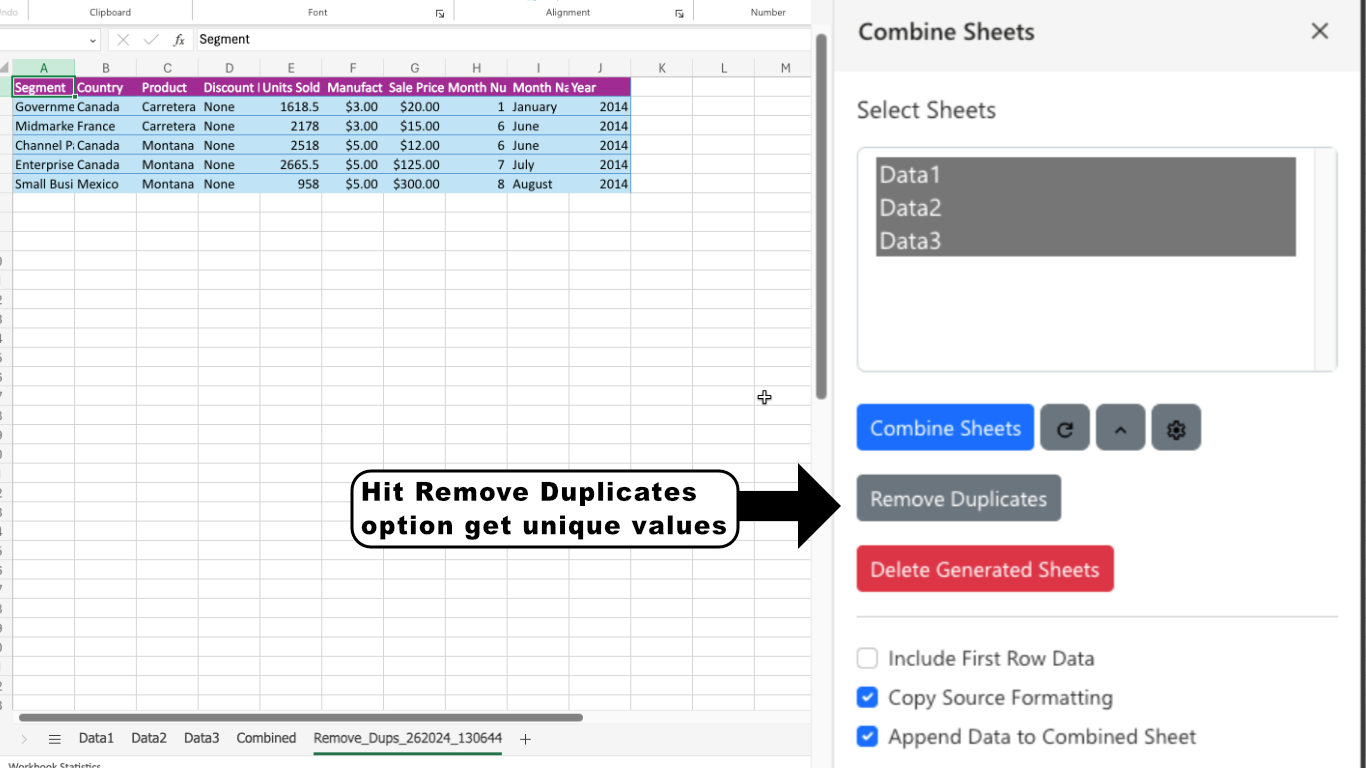 ndo
Clipboard
Font
Alignment
Number
fx
Segment
A B C D E F G H I J K L M
Segment Country Product Discount Units Sold Manufact Sale Price Month Nu Month Na Year
Governme Canada Carretera None 1618.5 $3.00 $20.00 1 January 2014
Midmarke France Carretera None 2178 $3.00 $15.00 6 June 2014
Channel Pa Canada Montana None 2518 $5.00 $12.00 6 June 2014
Enterprise Canada Montana None 2665.5 $5.00 $125.00 7 July 2014
Small Busi Mexico Montana None 958 $5.00 $300.00 8 August 2014
Hit Remove Duplicates
option get unique values
Data1 Data2 Data3 Combined Remove_Dups_262024_130644
Workbook Statistics
Combine Sheets
Select Sheets
Data1
Data2
Data3
Combine Sheets
Remove Duplicates
Delete Generated Sheets
Include First Row Data
Copy Source Formatting
Append Data to Combined Sheet